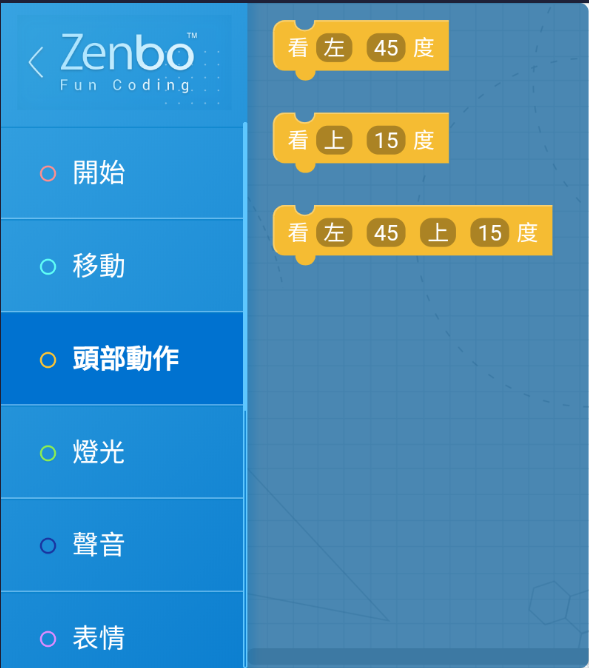 Zenbo™
Fun Coding
開始
移動
頭部動作
燈光
聲音
表情
看 左 45 度
看 上 15 度
看 左 45 上 15 度